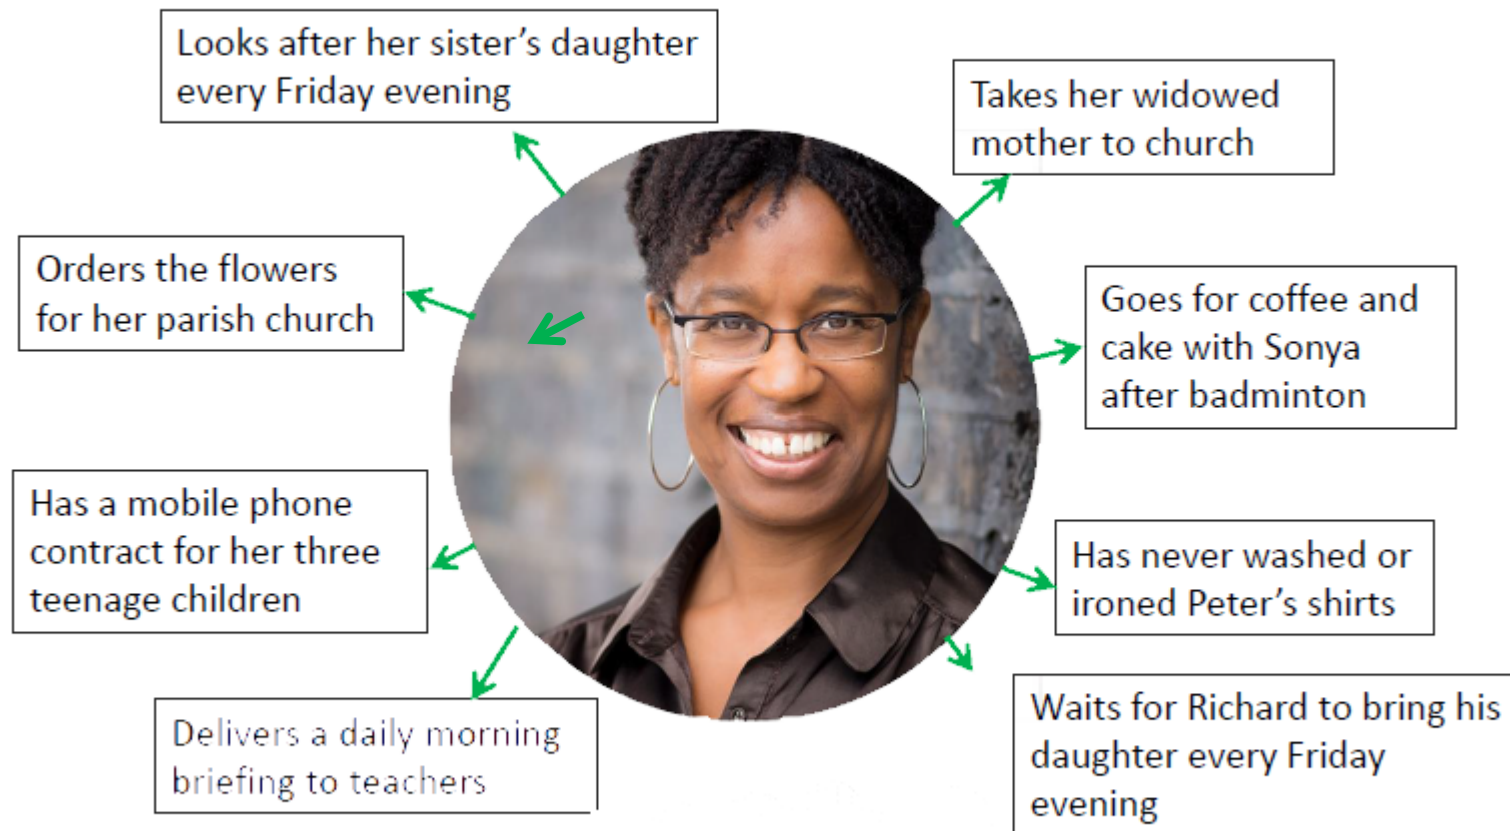 Looks after her sister’s daughter
every Friday evening
Takes her widowed
mother to church
Orders the flowers
for her parish church
Goes for coffee and
cake with Sonya
after badminton
Has a mobile phone
contract for her three
teenage children
Has never washed or
ironed Peter’s shirts
Delivers a daily morning
briefing to teachers
Waits for Richard to bring his
daughter every Friday
evening